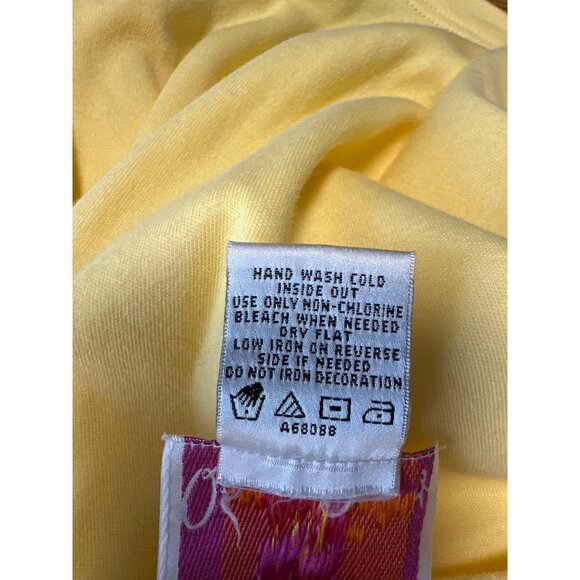 HAND WASH COLD
INSIDE OUT
USE ONLY NON-CHLORINE
BLEACH WHEN NEEDED
DRY FLAT
LOW IRON ON REVERSE
SIDE IF NEEDED
DO NOT IRON DECORATION
A68088